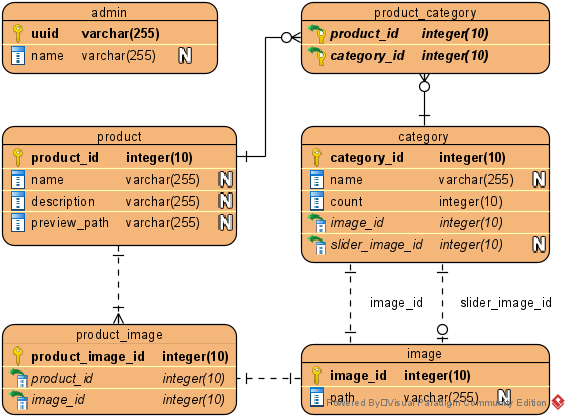 admin
uuid varchar(255)
name varchar(255) N
product_category
product_id integer(10)
category_id integer(10)
product
product_id integer(10)
name varchar(255) N
description varchar(255) N
preview_path varchar(255) N
category
category_id integer(10)
name varchar(255) N
count integer(10)
image_id integer(10)
slider_image_id integer(10) N
image_id slider_image_id
product_image
product_image_id integer(10)
product_id integer(10)
image_id integer(10)
image
image_id integer(10)
path varchar(255) N
Powered By Visual Paradigm Community Edition